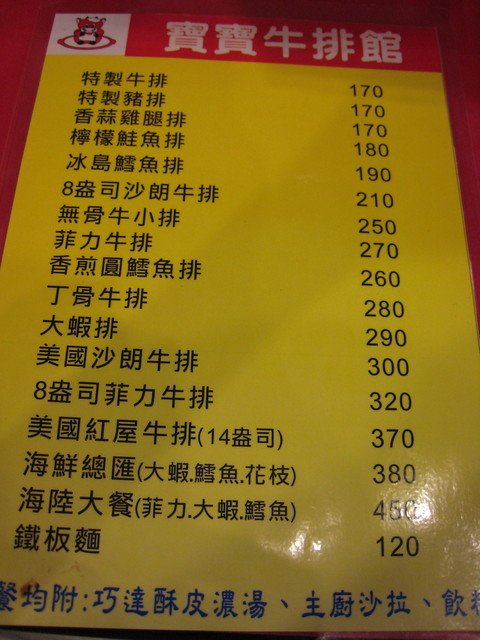 寶寶牛排館
特製牛排 170
特製豬排 170
香蒜雞腿排 170
檸檬鮭魚排 180
冰島鱈魚排 190
8盎司沙朗牛排 210
無骨牛小排 250
菲力牛排 270
香煎圓鱈魚排 260
丁骨牛排 280
大蝦排 290
美國沙朗牛排 300
8盎司菲力牛排 320
美國紅屋牛排(14盎司) 370
海鮮總匯(大蝦.鱈魚.花枝) 380
海陸大餐(菲力.大蝦.鱈魚) 450
鐵板麵 120
餐均附:巧達酥皮濃湯、主廚沙拉、飲料